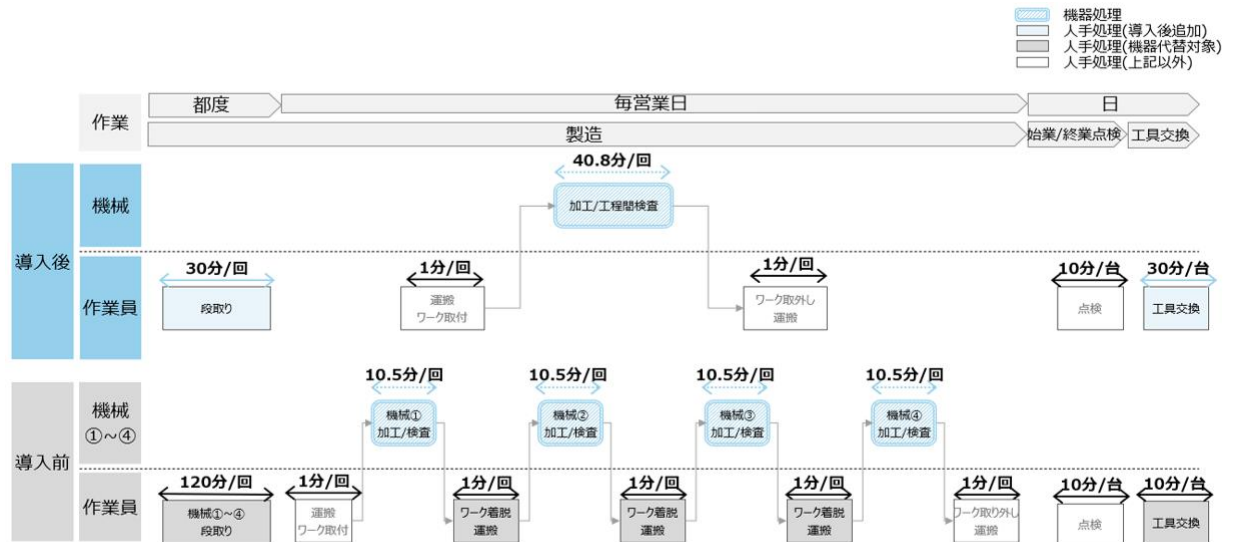 機器処理
人手処理(導入後追加)
人手処理(機器代替対象)
人手処理(上記以外)
作業
都度
毎営業日
日
製造
始業/終業点検
工具交換
導入後
機械
40.8分/回
加工/工程間検査
作業員
30分/回
段取り
1分/回
運搬
ワーク取付
1分/回
ワーク取外し
運搬
10分/台
点検
30分/台
工具交換
導入前
機械
①~④
10.5分/回
機械①
加工/検査
10.5分/回
機械②
加工/検査
10.5分/回
機械③
加工/検査
10.5分/回
機械④
加工/検査
作業員
120分/回
機械①~④
段取り
1分/回
運搬
ワーク取付
1分/回
ワーク着脱
運搬
1分/回
ワーク着脱
運搬
1分/回
ワーク着脱
運搬
1分/回
ワーク取り外し
運搬
10分/台
点検
10分/台
工具交換